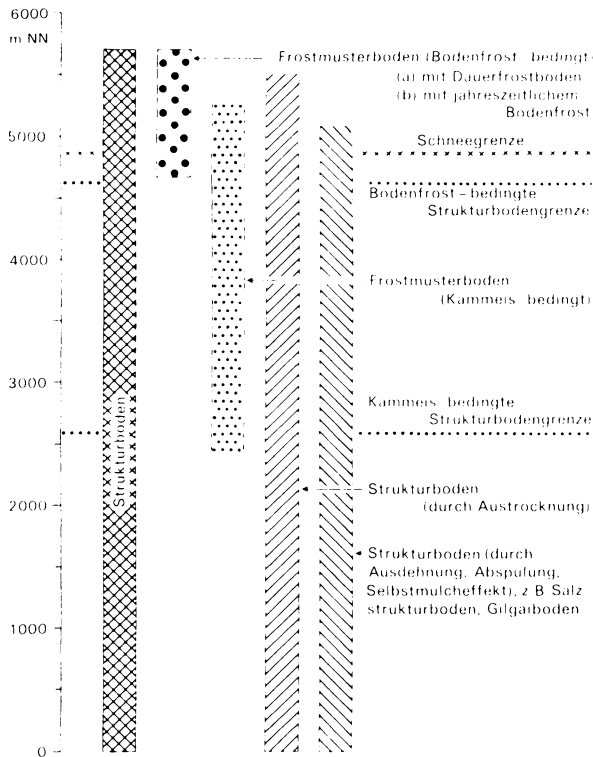 6000
m NN
5000
4000
3000
2000
1000
0
Strukturboden
Frostmusterboden (Bodenfrost bedingt
(a) mit Dauerfrostboden
(b) mit jahreszeitlichem
Bodenfrost
Schneegrenze
Bodenfrost-bedingte
Strukturbodengrenze
Frostmusterboden
(Kammeis bedingt)
Kammeis bedingte
Strukturbodengrenze
Strukturboden
(durch Austrocknung)
Strukturboden (durch
Ausdehnung, Abspülung,
Selbstmulcheffekt), z B Salz
strukturboden, Gilgaiboden